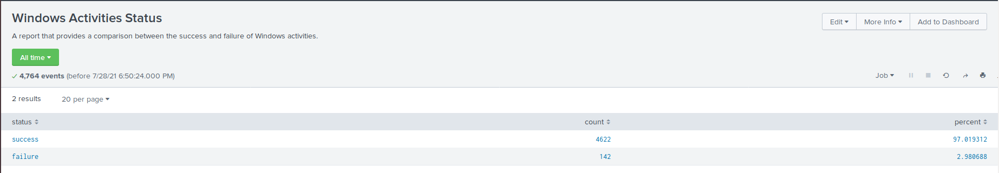 Windows Activities Status
Edit More Info Add to Dashboard
A report that provides a comparison between the success and failure of Windows activities.
All time
4,764 events (before 7/28/21 6:50:24.000 PM)
Job
2 results 20 per page
status count percent
success 4622 97.019312
failure 142 2.980688